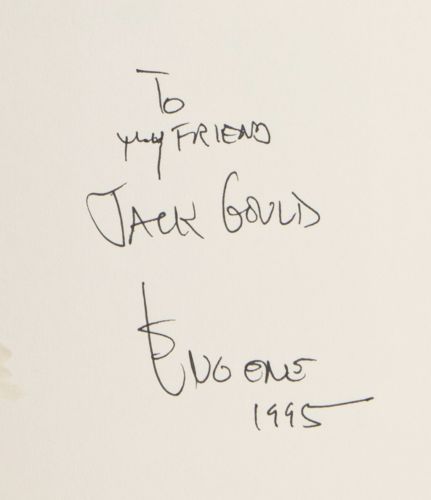 To
my FRIEND
JACK GOULD
EUGENE
1995